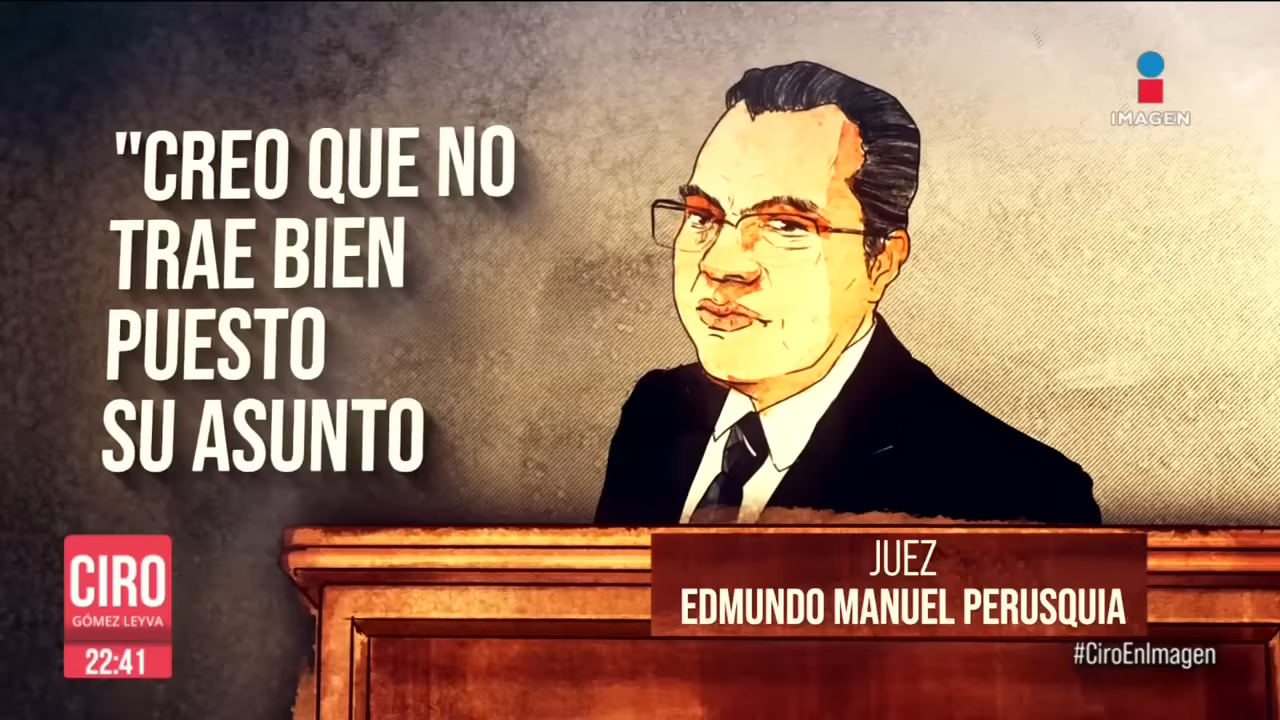 "CREO QUE NO
TRAE BIEN
PUESTO
SU ASUNTO
IMAGEN
JUEZ
EDMUNDO MANUEL PERUSQUIA
CIRO
GÓMEZ LEYVA
22:41
#CiroEnImagen